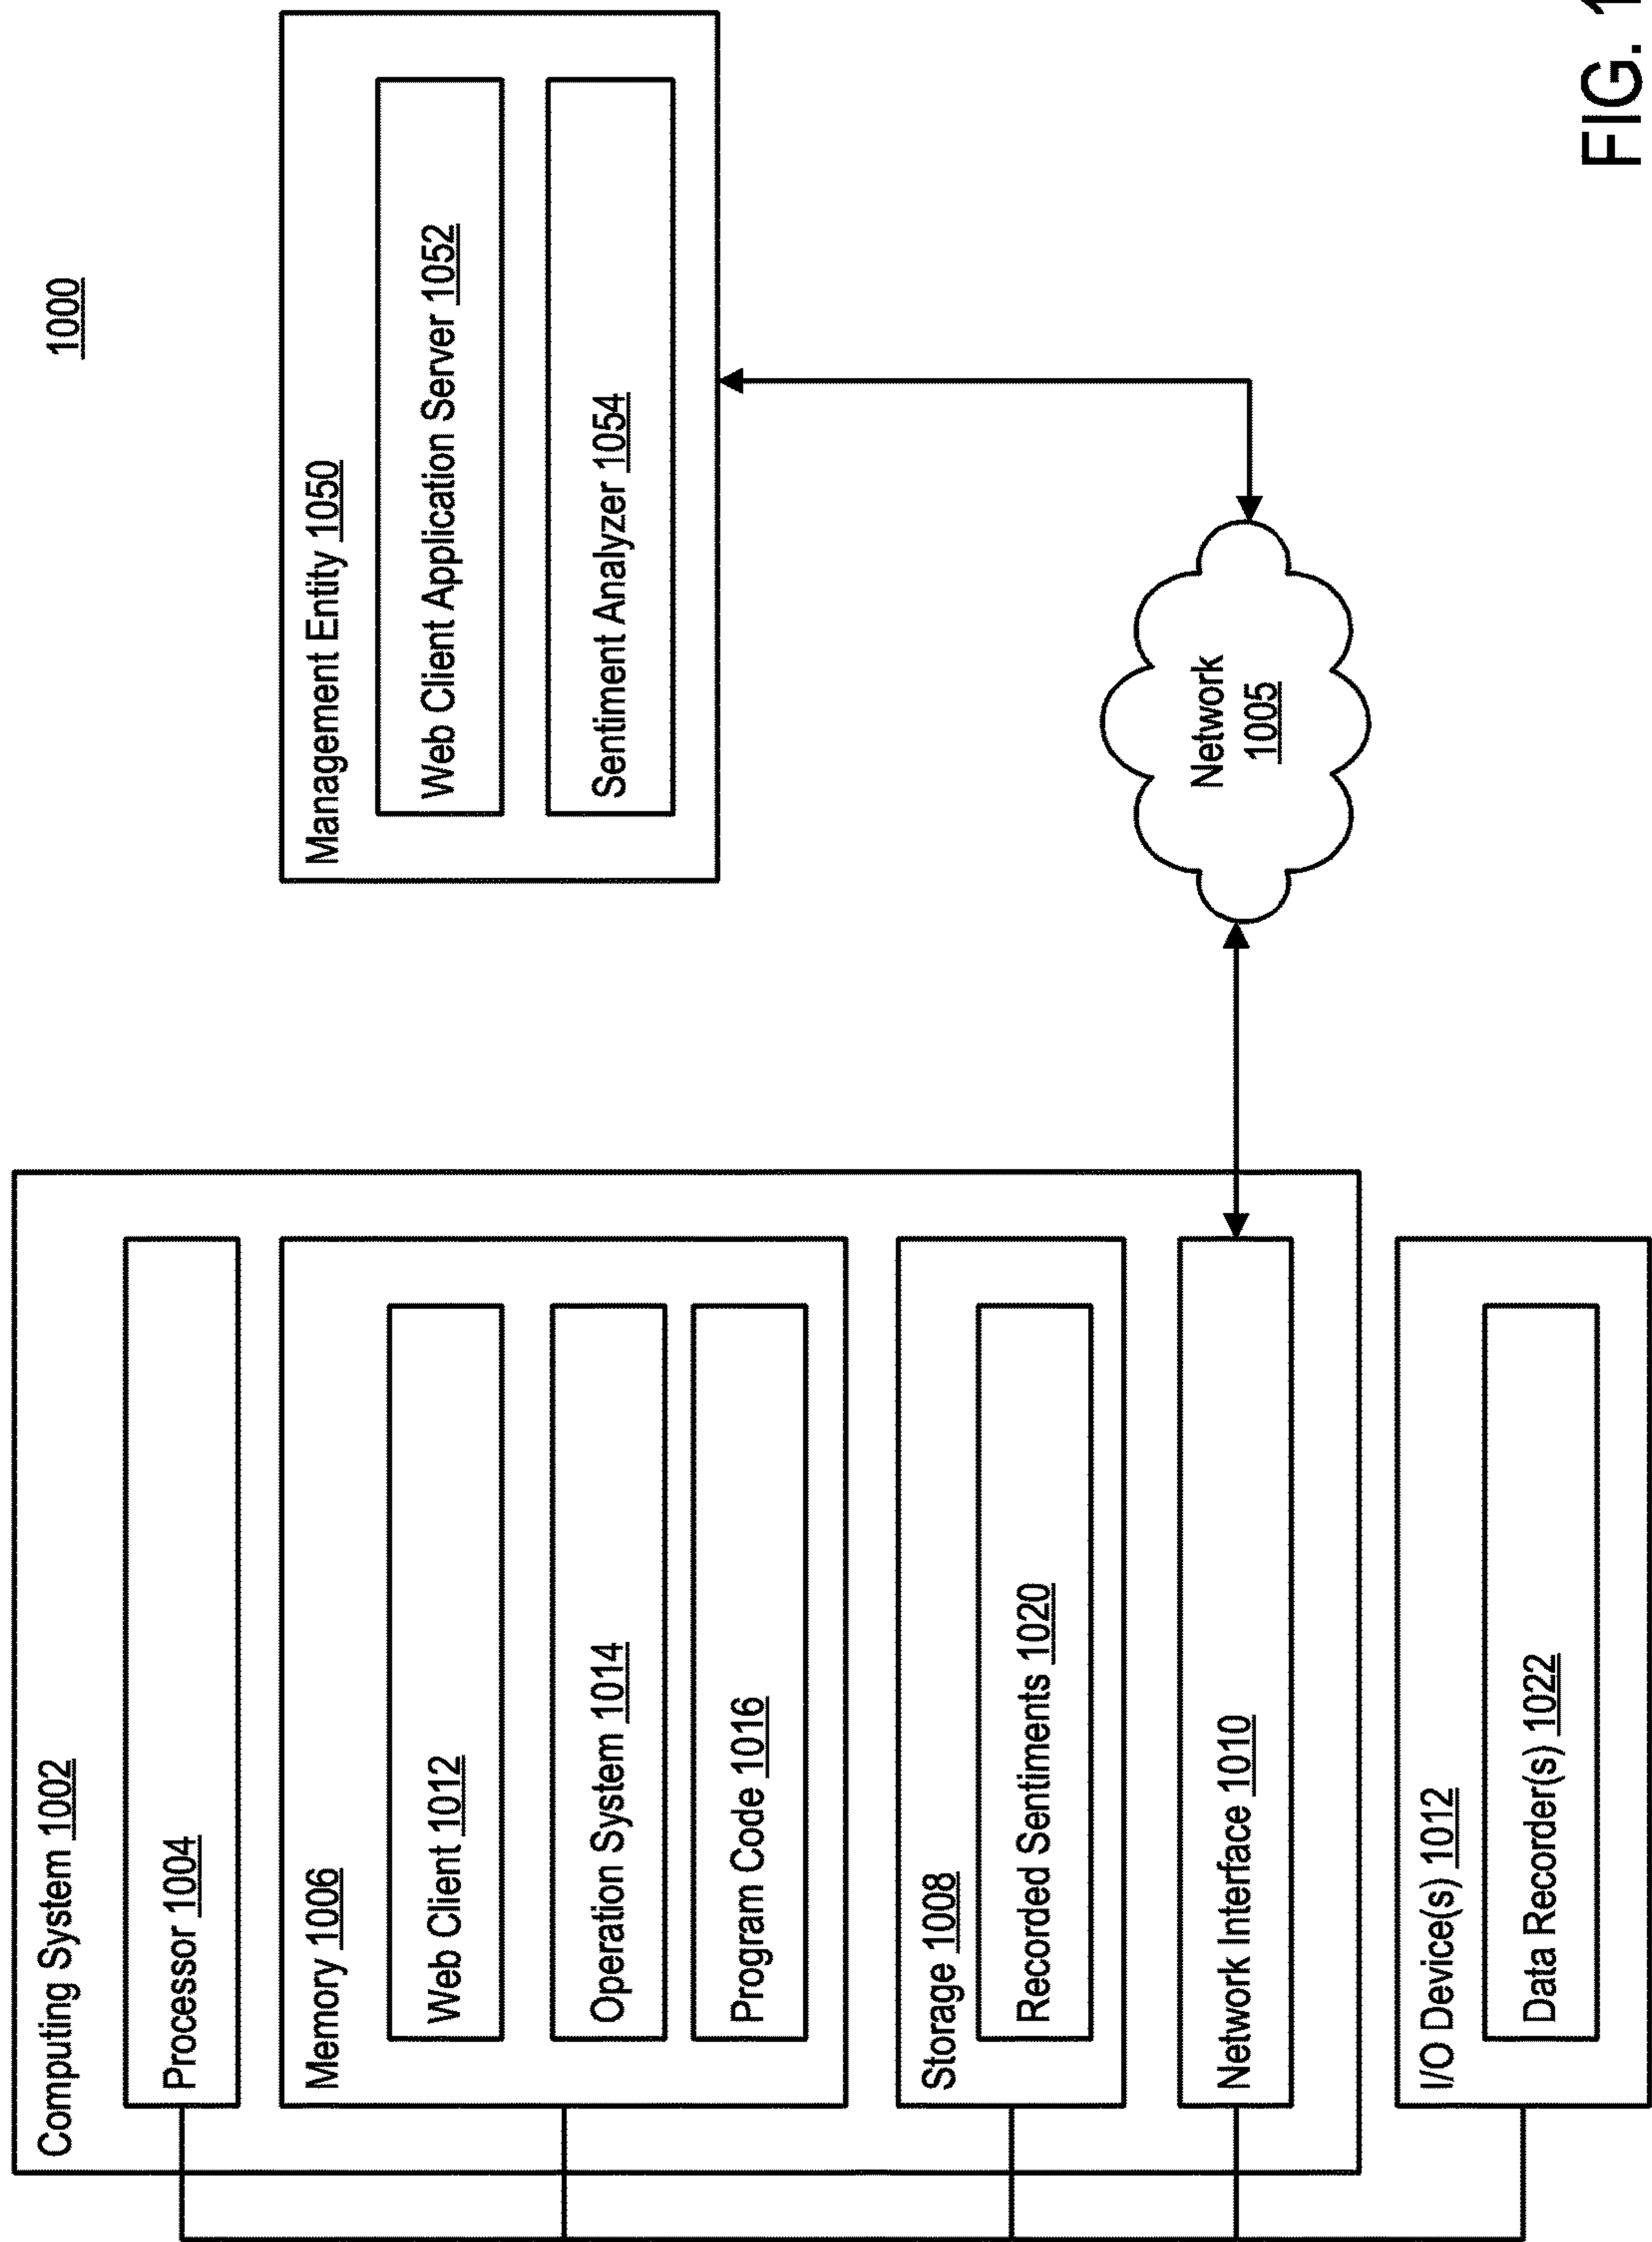 1000
Computing System 1002
Processor 1004
Memory 1006
Web Client 1012
Operation System 1014
Program Code 1016
Storage 1008
Recorded Sentiments 1020
Network Interface 1010
I/O Device(s) 1012
Data Recorder(s) 1022
Management Entity 1050
Web Client Application Server 1052
Sentiment Analyzer 1054
Network
1005
FIG.